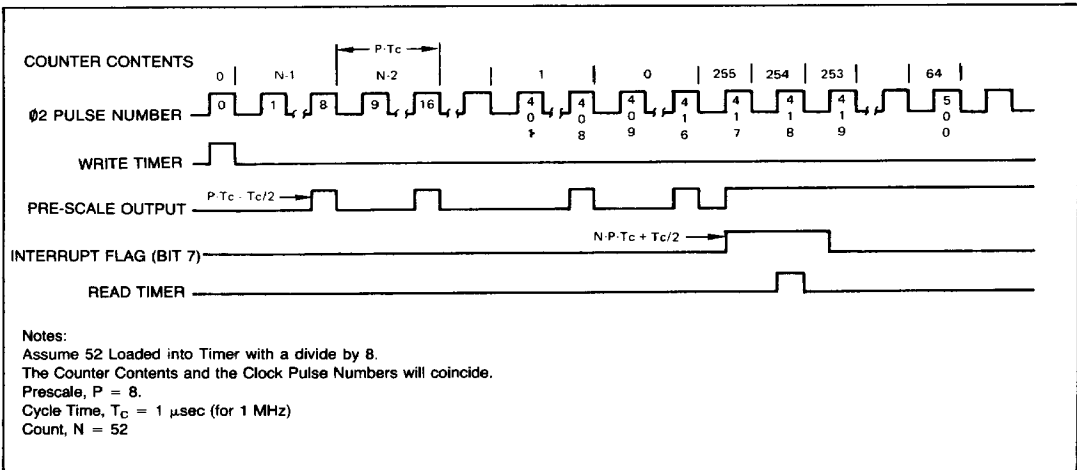 P·Tc
COUNTER CONTENTS 0 N-1 N-2 1 0 255 254 253 64
Ø2 PULSE NUMBER 0 1 8 9 16 401 408 409 416 417 418 419 500
WRITE TIMER
P·Tc - Tc/2
PRE-SCALE OUTPUT
N·P·Tc + Tc/2
INTERRUPT FLAG (BIT 7)
READ TIMER
Notes:
Assume 52 Loaded into Timer with a divide by 8.
The Counter Contents and the Clock Pulse Numbers will coincide.
Prescale, P = 8.
Cycle Time, TC = 1 μsec (for 1 MHz)
Count, N = 52